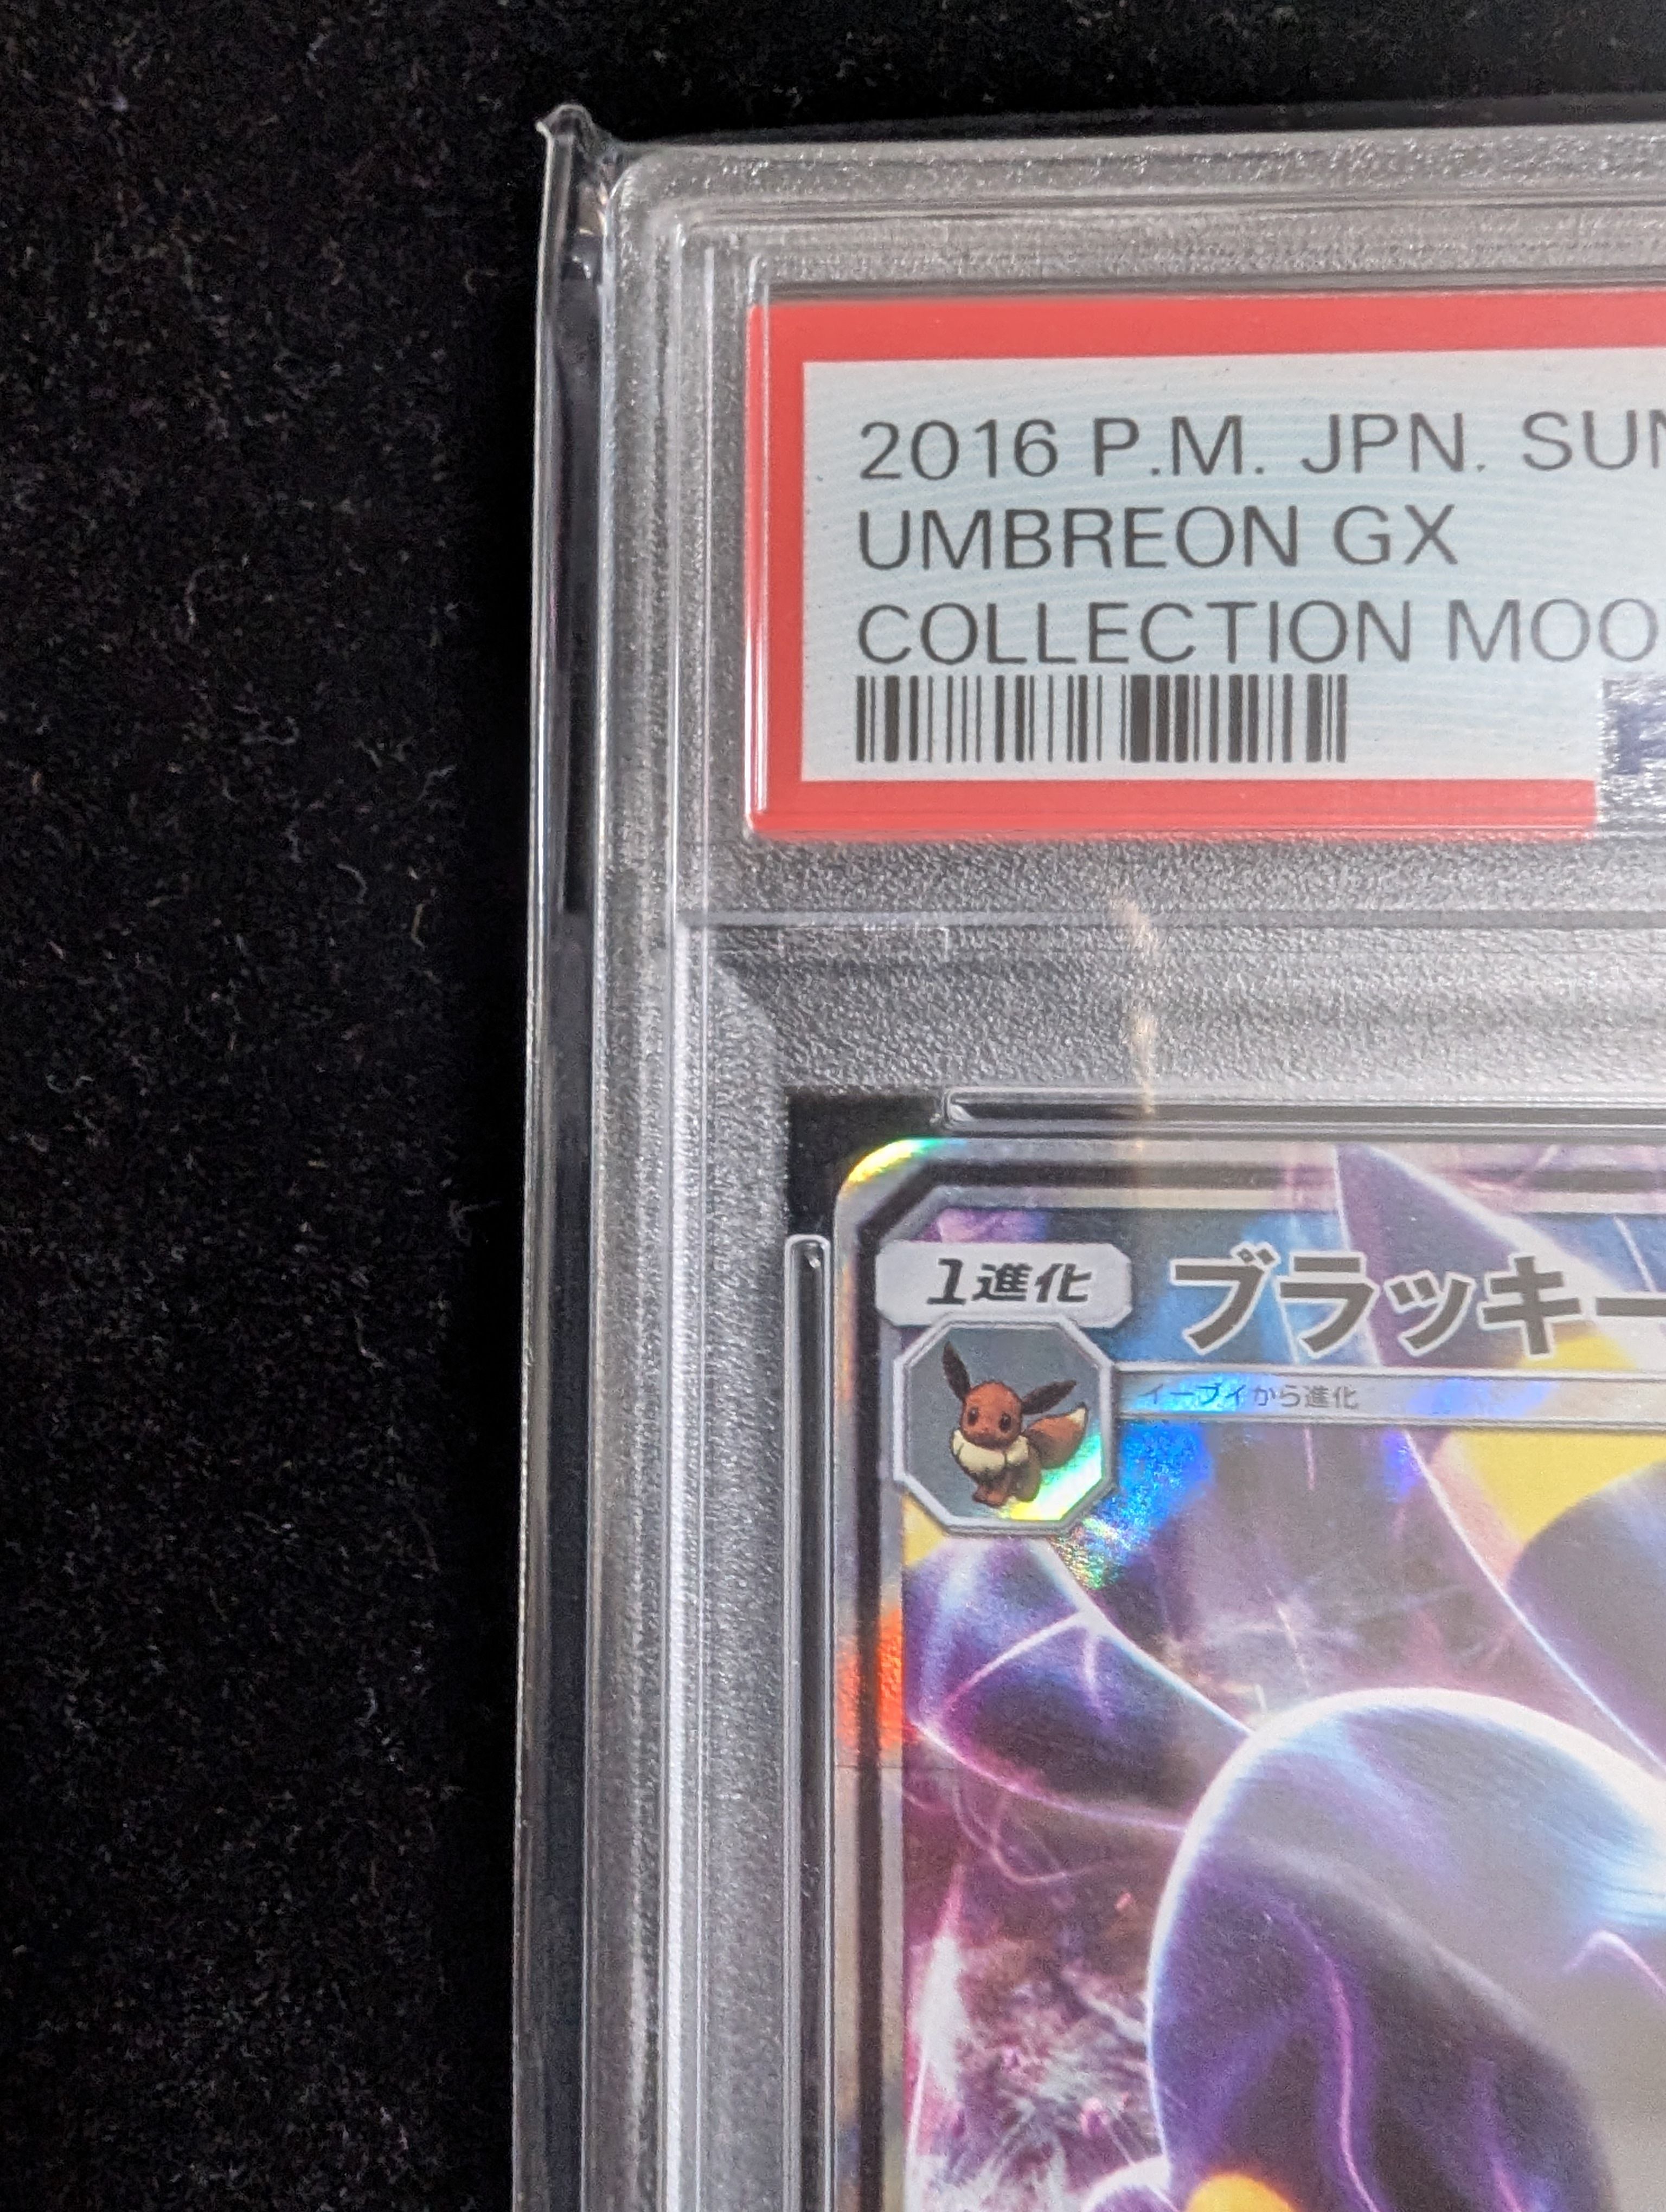 2016 P.M. JPN. SUN
UMBREON GX
COLLECTION MOO
1進化
ブラッキー
イーブイから進化